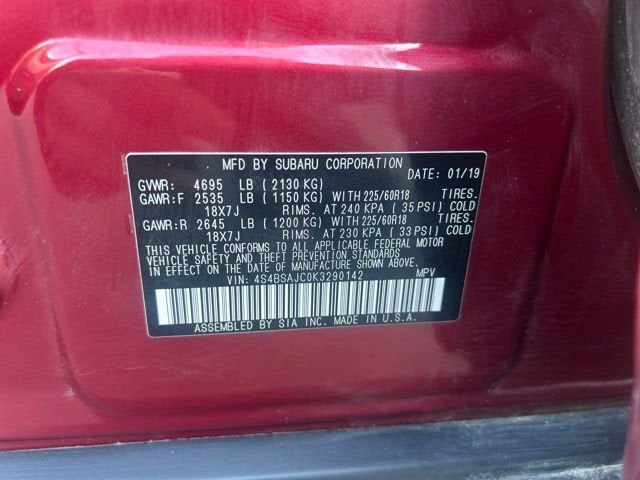 MFD BY SUBARU CORPORATION DATE: 01/19
GVWR: 4695 LB ( 2130 KG)
GAWR:F 2535 LB ( 1150 KG) WITH 225/60R18 TIRES.
18X7J RIMS. AT 240 KPA ( 35 PSI) COLD
GAWR:R 2645 LB ( 1200 KG) WITH 225/60R18 TIRES.
18X7J RIMS. AT 230 KPA ( 33 PSI) COLD
THIS VEHICLE CONFORMS TO ALL APPLICABLE FEDERAL MOTOR
VEHICLE SAFETY, BUMPER, AND THEFT PREVENTION STANDARDS
IN EFFECT ON THE DATE OF MANUFACTURE SHOWN ABOVE.
VIN: 4S4BSAJC0K3290142 MPV
ASSEMBLED BY SIA INC. MADE IN U.S.A.